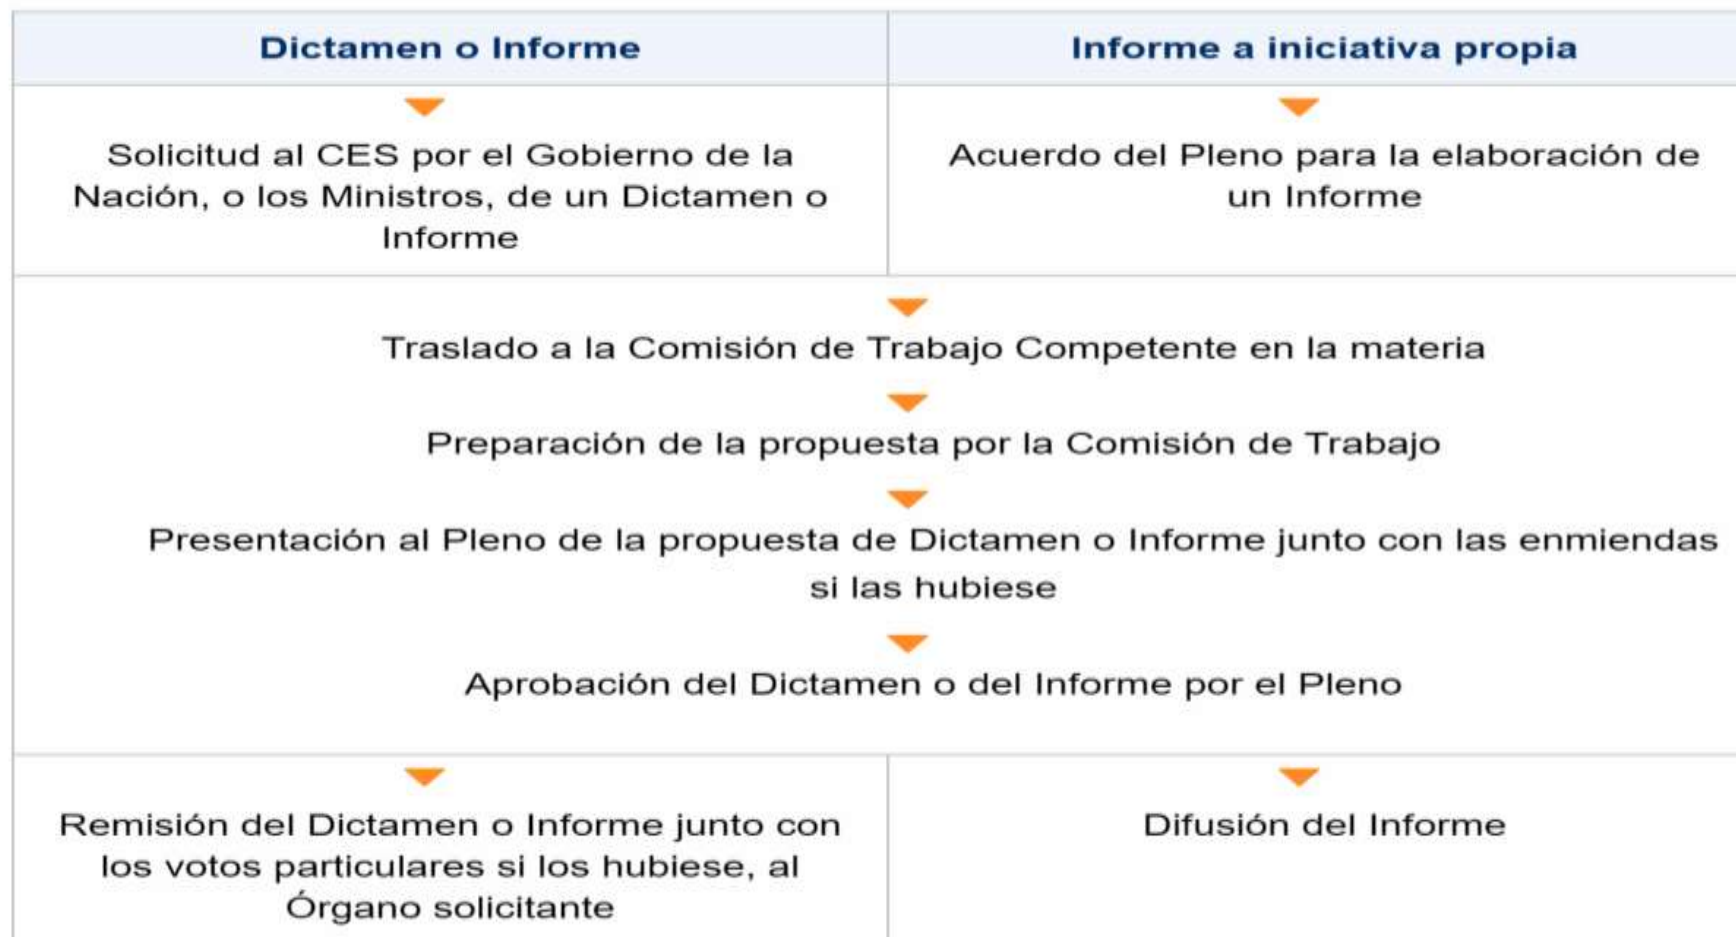 Dictamen o Informe
Informe a iniciativa propia
Solicitud al CES por el Gobierno de la
Nación, o los Ministros, de un Dictamen o
Informe
Acuerdo del Pleno para la elaboración de
un Informe
Traslado a la Comisión de Trabajo Competente en la materia
Preparación de la propuesta por la Comisión de Trabajo
Presentación al Pleno de la propuesta de Dictamen o Informe junto con las enmiendas
si las hubiese
Aprobación del Dictamen o del Informe por el Pleno
Remisión del Dictamen o Informe junto con
los votos particulares si los hubiese, al
Órgano solicitante
Difusión del Informe